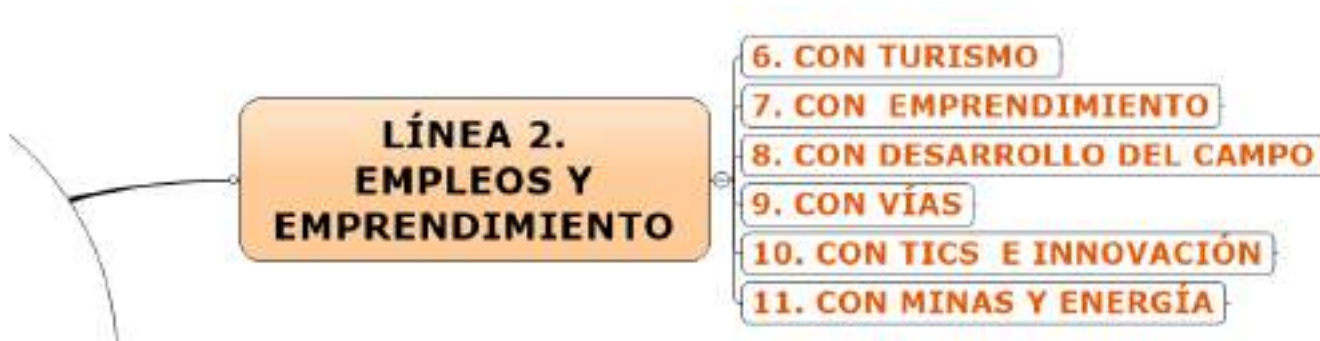 LÍNEA 2.
EMPLEOS Y
EMPRENDIMIENTO
6. CON TURISMO
7. CON EMPRENDIMIENTO
8. CON DESARROLLO DEL CAMPO
9. CON VÍAS
10. CON TICS E INNOVACIÓN
11. CON MINAS Y ENERGÍA